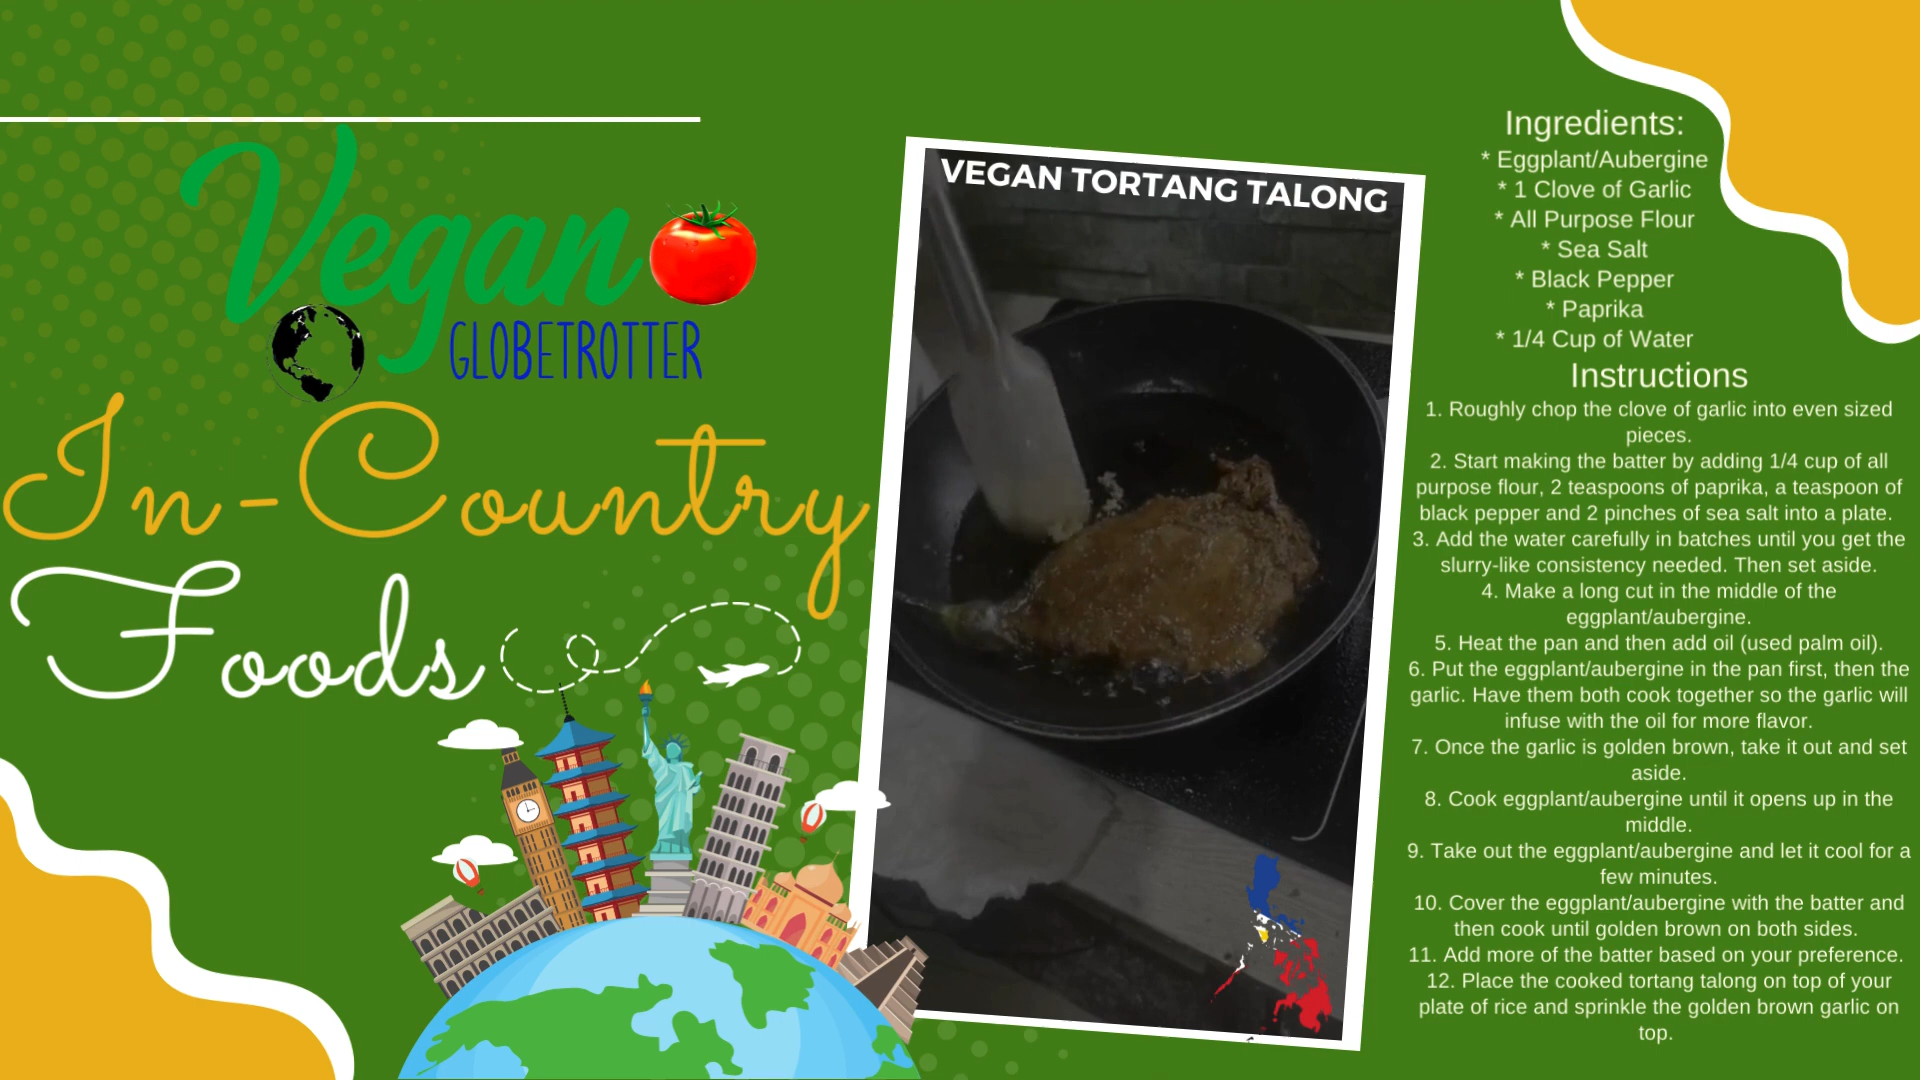 Vegan
GLOBETROTTER
In-Country
Foods
VEGAN TORTANG TALONG
Ingredients:
* Eggplant/Aubergine
* 1 Clove of Garlic
* All Purpose Flour
* Sea Salt
* Black Pepper
* Paprika
* 1/4 Cup of Water
Instructions
1. Roughly chop the clove of garlic into even sized
pieces.
2. Start making the batter by adding 1/4 cup of all
purpose flour, 2 teaspoons of paprika, a teaspoon of
black pepper and 2 pinches of sea salt into a plate.
3. Add the water carefully in batches until you get the
slurry-like consistency needed. Then set aside.
4. Make a long cut in the middle of the
eggplant/aubergine.
5. Heat the pan and then add oil (used palm oil).
6. Put the eggplant/aubergine in the pan first, then the
garlic. Have them both cook together so the garlic will
infuse with the oil for more flavor.
7. Once the garlic is golden brown, take it out and set
aside.
8. Cook eggplant/aubergine until it opens up in the
middle.
9. Take out the eggplant/aubergine and let it cool for a
few minutes.
10. Cover the eggplant/aubergine with the batter and
then cook until golden brown on both sides.
11. Add more of the batter based on your preference.
12. Place the cooked tortang talong on top of your
plate of rice and sprinkle the golden brown garlic on
top.